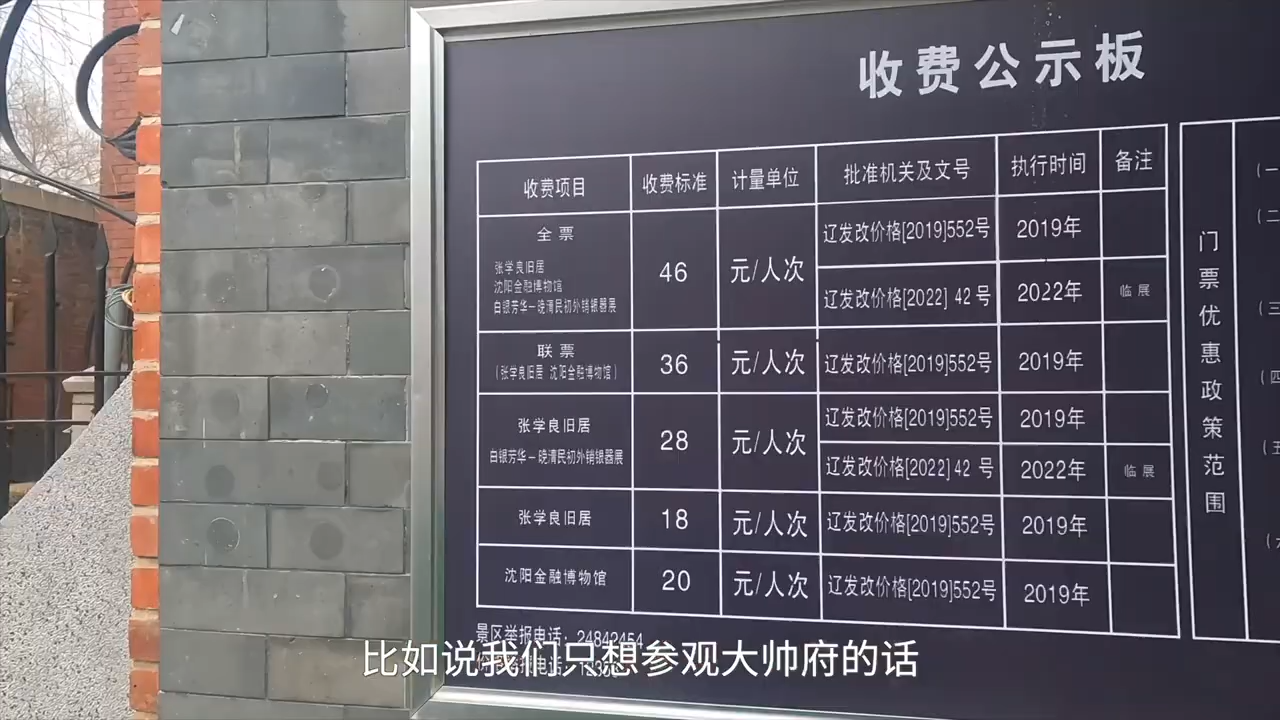 收费公示板
收费项目 收费标准 计量单位 批准机关及文号 执行时间 备注
全票
张学良旧居
沈阳金融博物馆
白银芳华－晚清民初外销银器展
46 元/人次
辽发改价格[2019]552号 2019年
辽发改价格[2022] 42 号 2022年 临展
联票
(张学良旧居 沈阳金融博物馆)
36 元/人次 辽发改价格[2019]552号 2019年
张学良旧居
白银芳华－晚清民初外销银器展
28 元/人次
辽发改价格[2019]552号 2019年
辽发改价格[2022] 42 号 2022年 临展
张学良旧居 18 元/人次 辽发改价格[2019]552号 2019年
沈阳金融博物馆 20 元/人次 辽发改价格[2019]552号 2019年
景区举报电话：24842454
门票优惠政策范围
(一
(二
(三
(四
(五
比如说我们只想参观大帅府的话